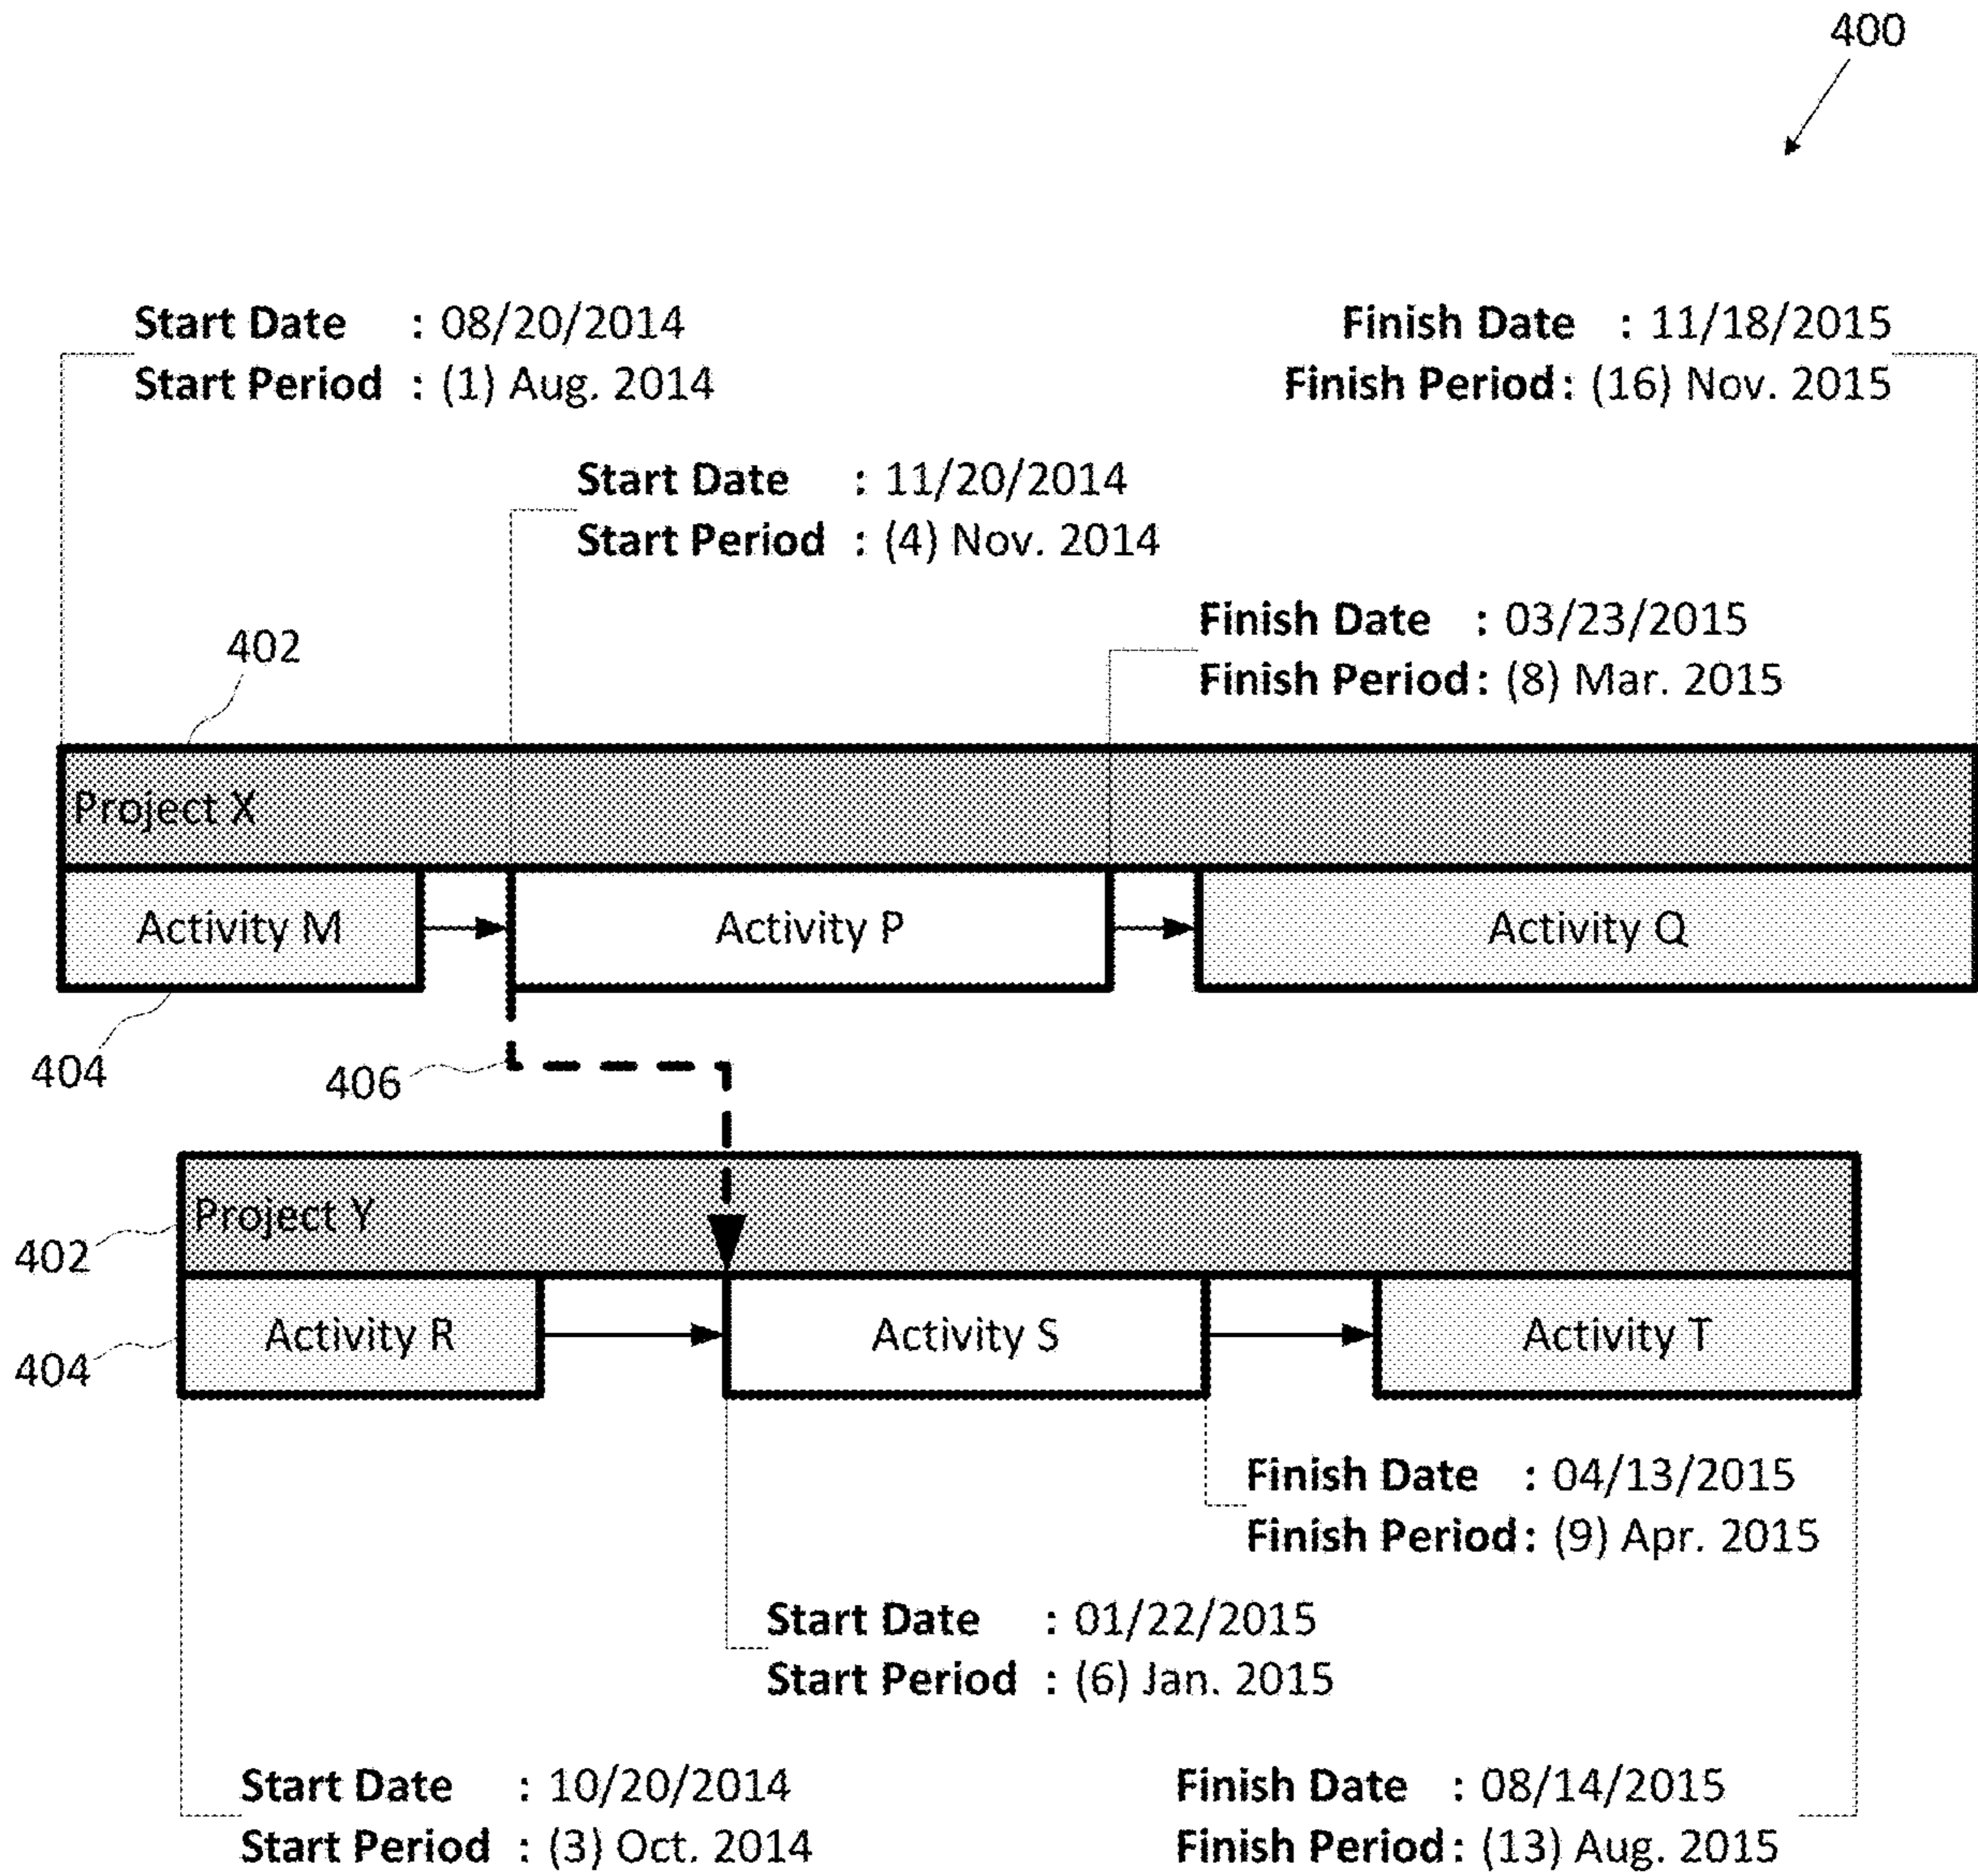 400
Start Date : 08/20/2014
Start Period : (1) Aug. 2014
Finish Date : 11/18/2015
Finish Period : (16) Nov. 2015
Start Date : 11/20/2014
Start Period : (4) Nov. 2014
Finish Date : 03/23/2015
Finish Period : (8) Mar. 2015
402
Project X
Activity M
Activity P
Activity Q
404
406
Project Y
402
Activity R
Activity S
Activity T
404
Finish Date : 04/13/2015
Finish Period : (9) Apr. 2015
Start Date : 01/22/2015
Start Period : (6) Jan. 2015
Start Date : 10/20/2014
Start Period : (3) Oct. 2014
Finish Date : 08/14/2015
Finish Period : (13) Aug. 2015